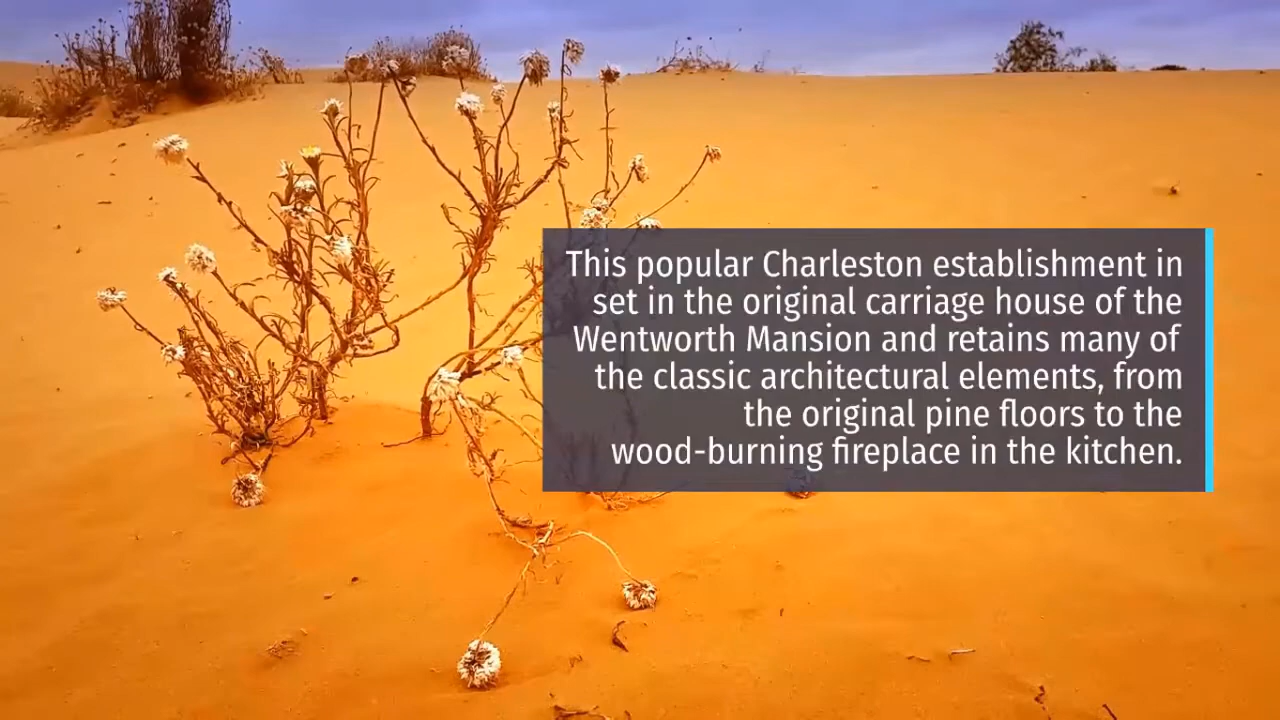 This popular Charleston establishment in
set in the original carriage house of the
Wentworth Mansion and retains many of
the classic architectural elements, from
the original pine floors to the
wood-burning fireplace in the kitchen.